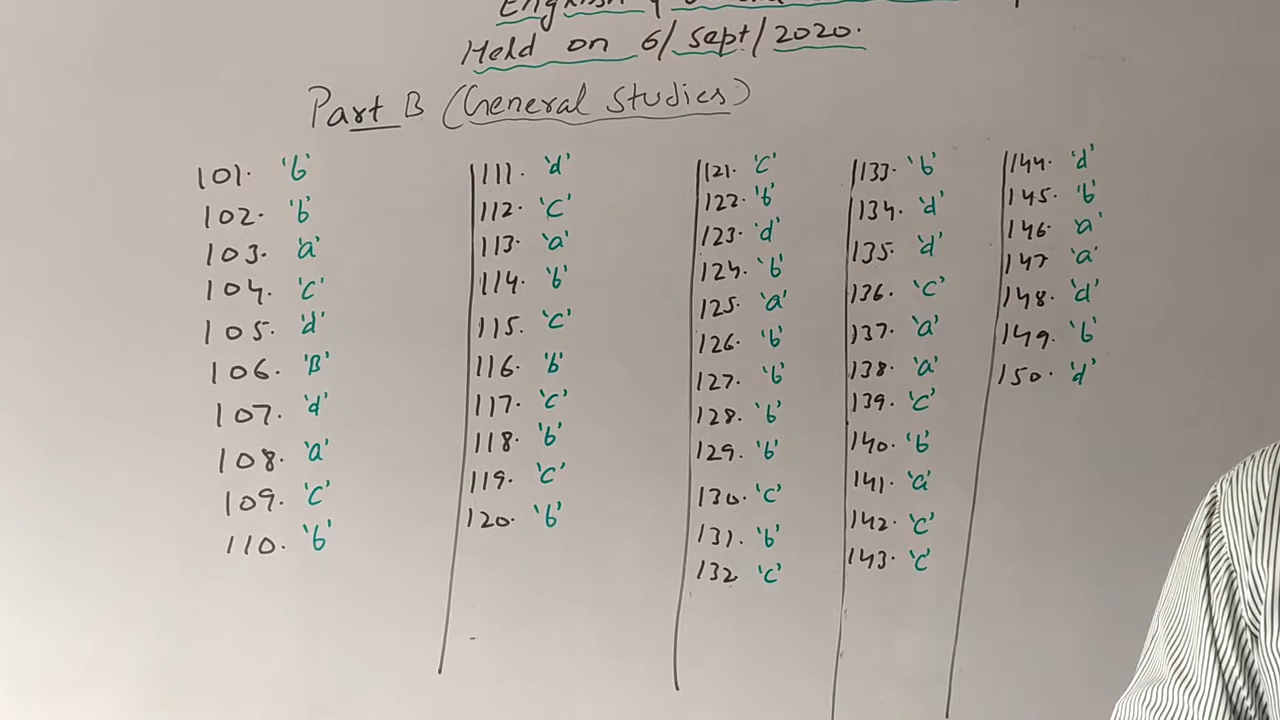 English
Held on 6/Sept/2020.
Part B (General Studies)
101. 'b'
102. 'b'
103. 'a'
104. 'c'
105. 'd'
106. 'B'
107. 'd'
108. 'a'
109. 'c'
110. 'b'
111. 'd'
112. 'c'
113. 'a'
114. 'b'
115. 'c'
116. 'b'
117. 'c'
118. 'b'
119. 'c'
120. 'b'
121. 'c'
122. 'b'
123. 'd'
124. 'b'
125. 'a'
126. 'b'
127. 'b'
128. 'b'
129. 'b'
130. 'c'
131. 'b'
132 'c'
133. 'b'
134. 'd'
135. 'd'
136. 'c'
137. 'a'
138. 'a'
139. 'c'
140. 'b'
141. 'a'
142. 'c'
143. 'c'
144. 'd'
145. 'b'
146. 'a'
147 'a'
148. 'd'
149. 'b'
150. 'd'